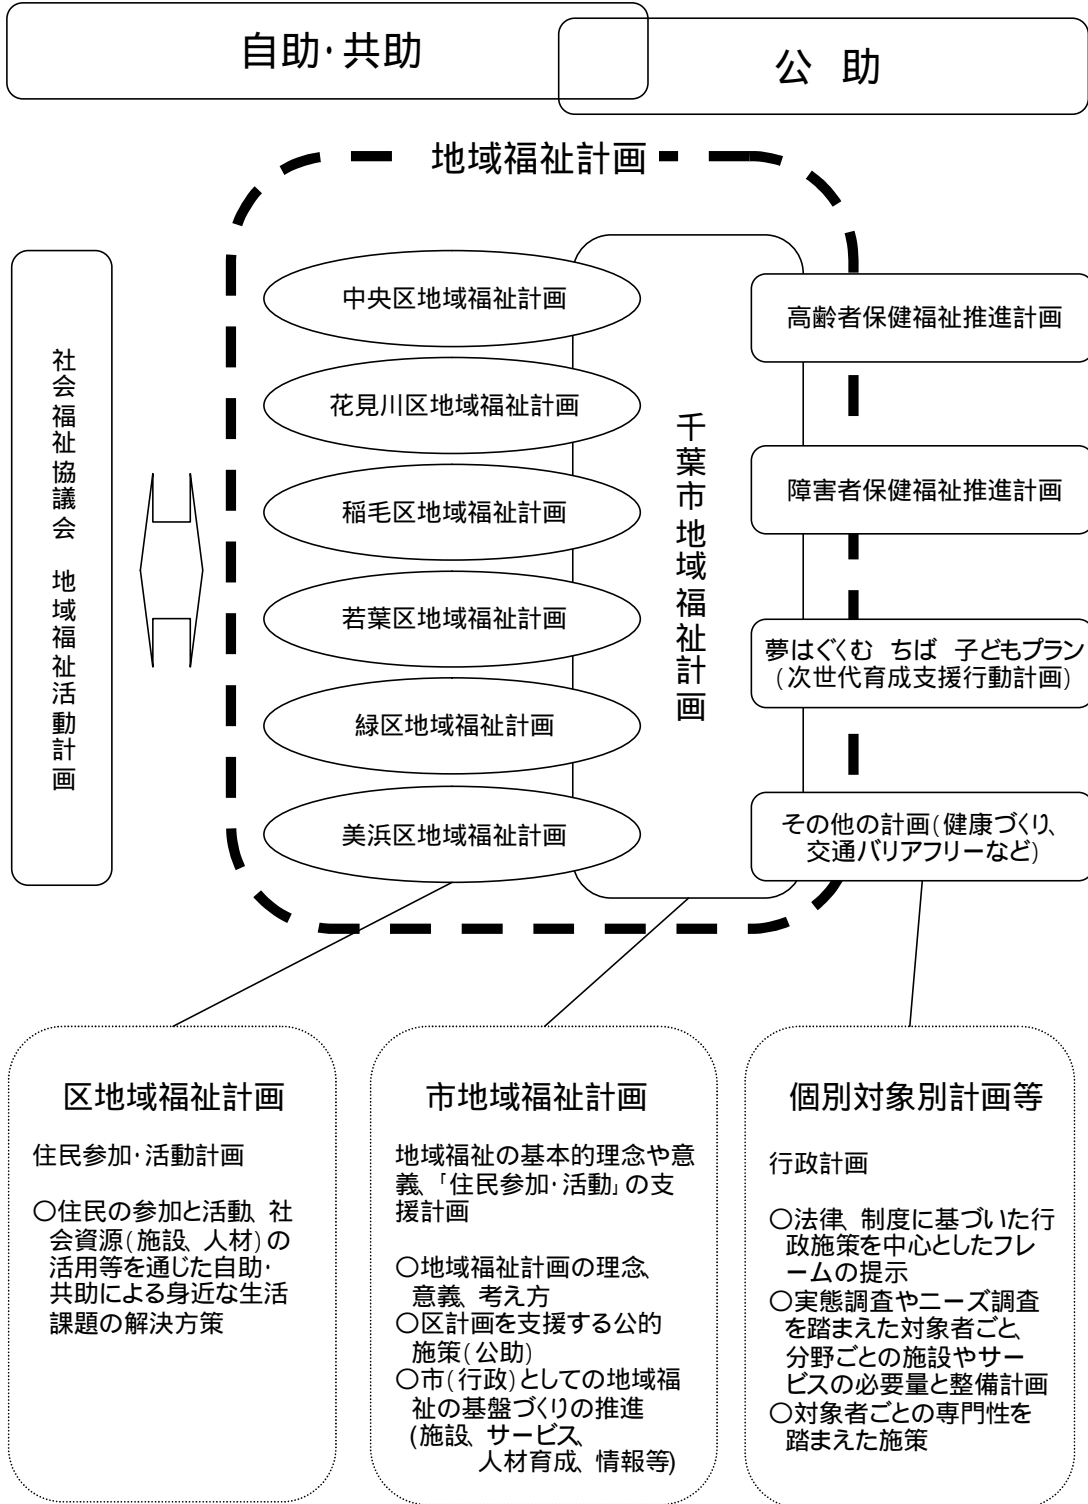 自助・共助
公 助
地域福祉計画
社会福祉協議会 地域福祉活動計画
中央区地域福祉計画
花見川区地域福祉計画
稲毛区地域福祉計画
若葉区地域福祉計画
緑区地域福祉計画
美浜区地域福祉計画
千葉市地域福祉計画
高齢者保健福祉推進計画
障害者保健福祉推進計画
夢はぐくむ ちば 子どもプラン
(次世代育成支援行動計画)
その他の計画(健康づくり、
交通バリアフリーなど)
区地域福祉計画
住民参加・活動計画
○住民の参加と活動、社
会資源(施設、人材)の
活用等を通じた自助・
共助による身近な生活
課題の解決方策
市地域福祉計画
地域福祉の基本的理念や意
義、「住民参加・活動」の支
援計画
○地域福祉計画の理念、
意義、考え方
○区計画を支援する公的
施策(公助)
○市(行政)としての地域福
祉の基盤づくりの推進
(施設、サービス、
人材育成、情報等)
個別対象別計画等
行政計画
○法律、制度に基づいた行
政施策を中心としたフレ
ームの提示
○実態調査やニーズ調査
を踏まえた対象者ごと、
分野ごとの施設やサー
ビスの必要量と整備計画
○対象者ごとの専門性を
踏まえた施策